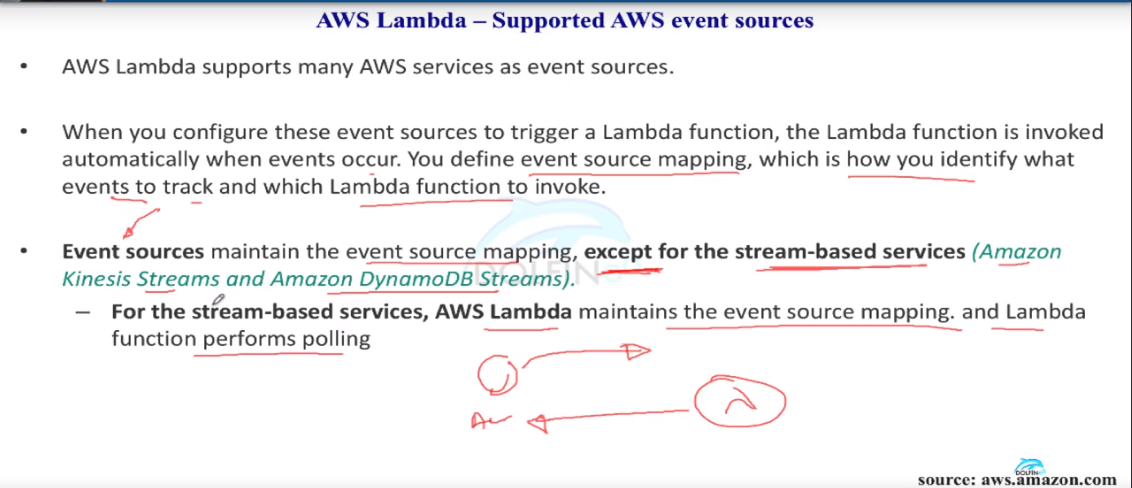 AWS Lambda – Supported AWS event sources
• AWS Lambda supports many AWS services as event sources.
• When you configure these event sources to trigger a Lambda function, the Lambda function is invoked
automatically when events occur. You define event source mapping, which is how you identify what
events to track and which Lambda function to invoke.
• Event sources maintain the event source mapping, except for the stream-based services (Amazon
Kinesis Streams and Amazon DynamoDB Streams).
– For the stream-based services, AWS Lambda maintains the event source mapping. and Lambda
function performs polling
λ
DOLFIN
source: aws.amazon.com